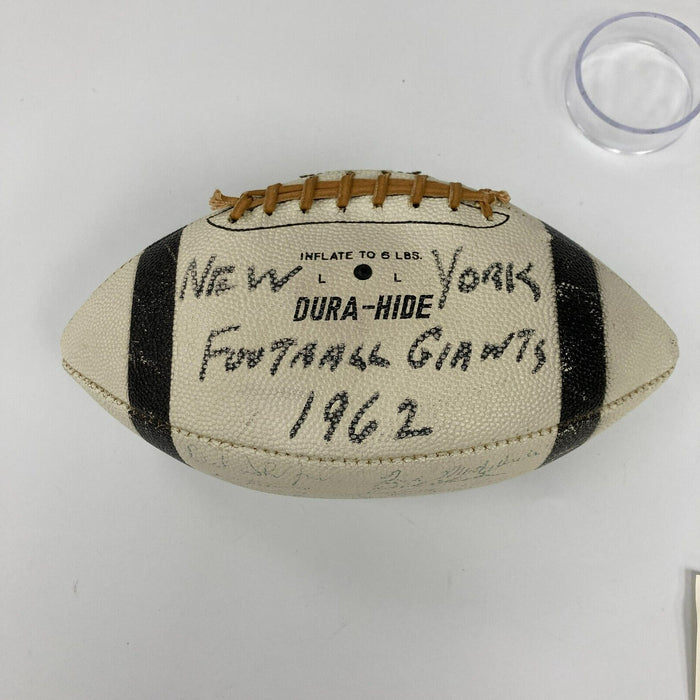 INFLATE TO 6 LBS.
NEW L L YORK
DURA-HIDE
FOOTBALL GIANTS
1962